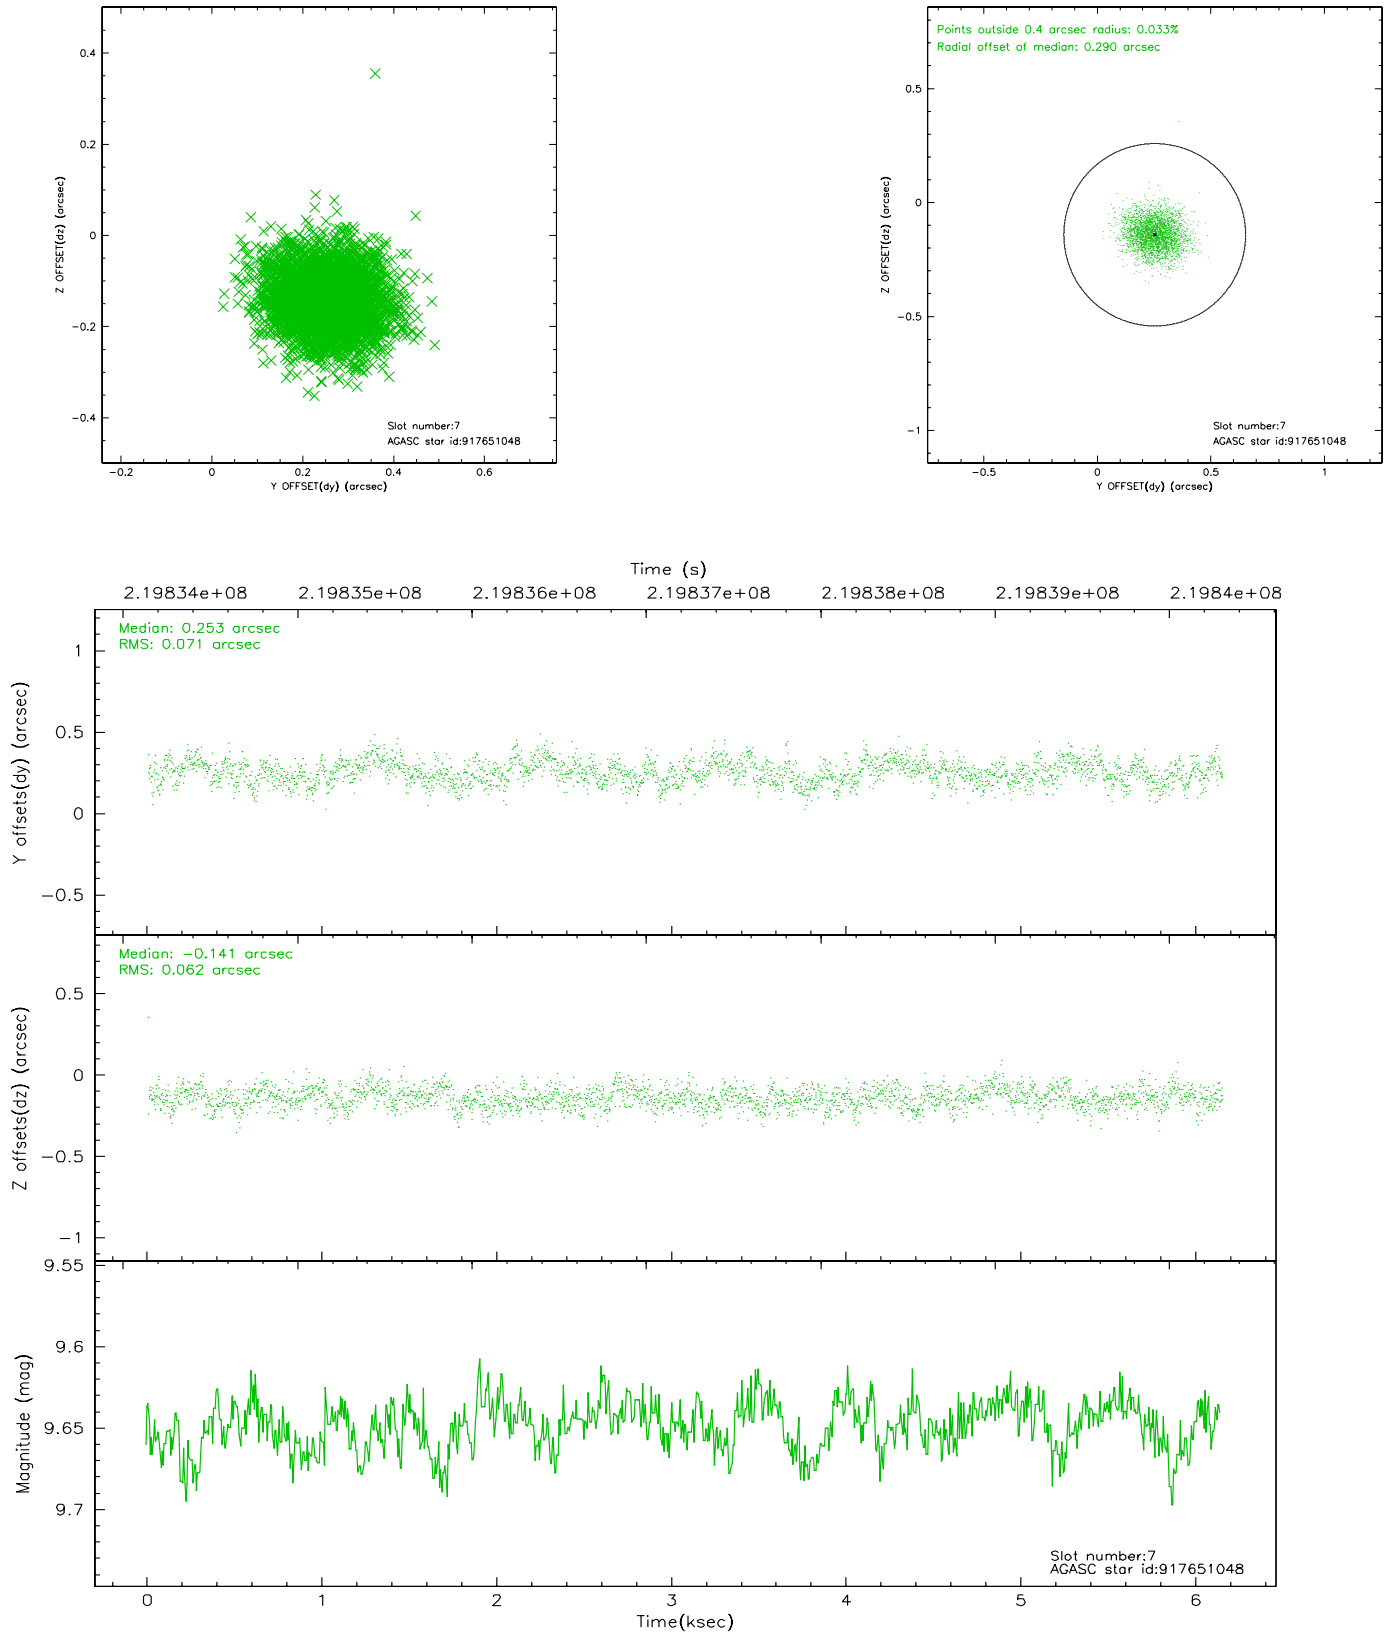 0.4
0.2
0
−0.2
−0.4
Z OFFSET(dz) (arcsec)
Slot number:7
AGASC star id:917651048
−0.2
0
0.2
0.4
0.6
Y OFFSET(dy) (arcsec)
Points outside 0.4 arcsec radius: 0.033%
Radial offset of median: 0.290 arcsec
0.5
0
−0.5
−1
Z OFFSET(dz) (arcsec)
Slot number:7
AGASC star id:917651048
−0.5
0
0.5
1
Y OFFSET(dy) (arcsec)
Time (s)
2.19834e+08
2.19835e+08
2.19836e+08
2.19837e+08
2.19838e+08
2.19839e+08
2.1984e+08
Median: 0.253 arcsec
RMS: 0.071 arcsec
1
0.5
0
−0.5
Y offsets(dy) (arcsec)
Median: −0.141 arcsec
RMS: 0.062 arcsec
0.5
0
−0.5
−1
Z offsets(dz) (arcsec)
9.55
9.6
9.65
9.7
Magnitude (mag)
Slot number:7
AGASC star id:917651048
0
1
2
3
4
5
6
Time(ksec)